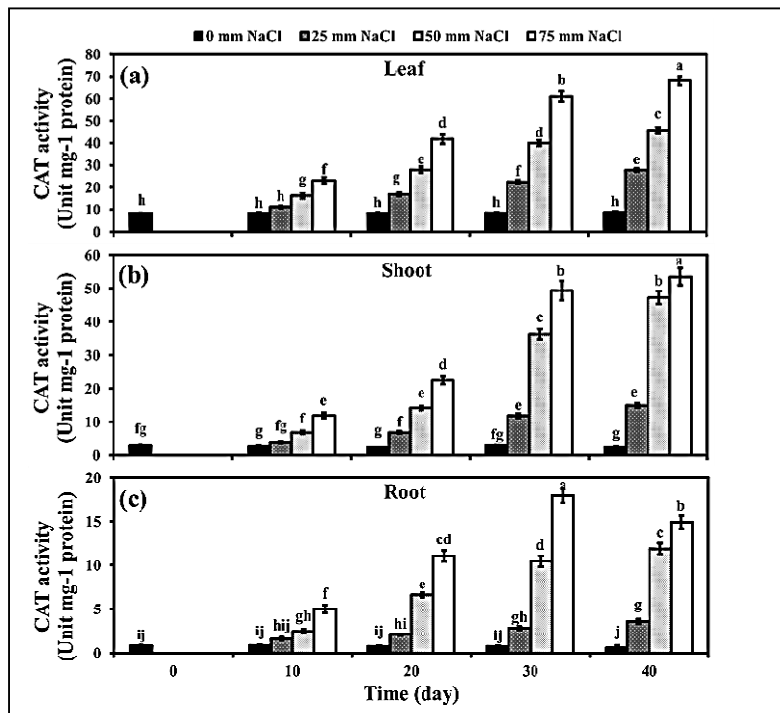 0 mm NaCl 25 mm NaCl 50 mm NaCl 75 mm NaCl
(a) Leaf
CAT activity
(Unit mg-1 protein)
80
70
60
50
40
30
20
10
0
h
h h g f
h g e d
h f d b
h e c a
(b) Shoot
CAT activity
(Unit mg-1 protein)
60
50
40
30
20
10
0
fg
g fg f e
g f e d
fg e c b
g e b a
(c) Root
CAT activity
(Unit mg-1 protein)
20
15
10
5
0
ij
ij hij gh f
ij hi e cd
ij gh d a
j g c b
0 10 20 30 40
Time (day)